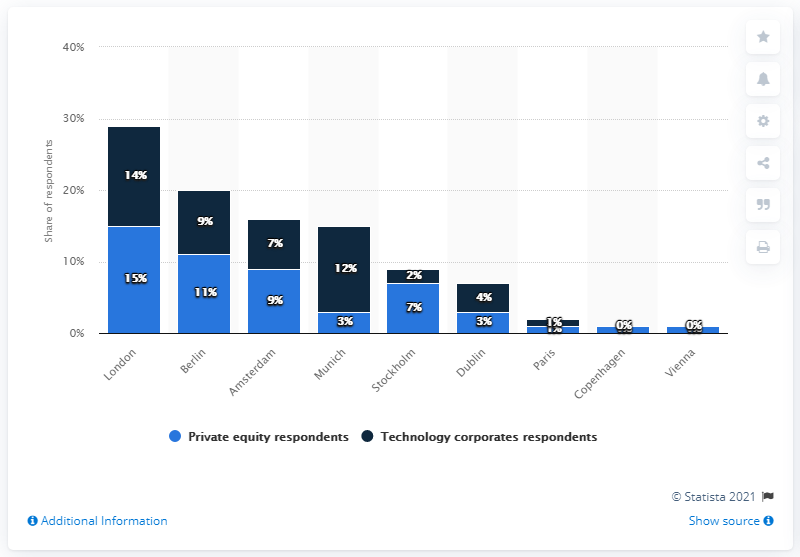 40%
30%
20%
10%
0%
Share of respondents
14%
15%
9%
11%
7%
9%
12%
3%
2%
7%
4%
3%
1%
1%
0%
0%
London
Berlin
Amsterdam
Munich
Stockholm
Dublin
Paris
Copenhagen
Vienna
Private equity respondents
Technology corporates respondents
© Statista 2021
Additional Information
Show source